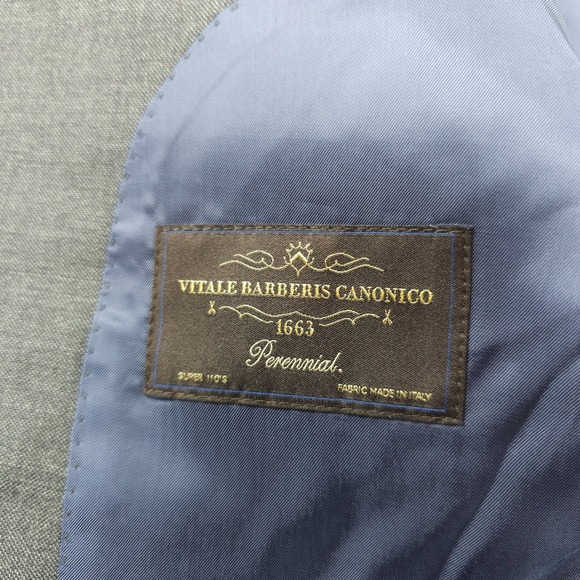 VITALE BARBERIS CANONICO
1663
Perennial.
SUPER 110'S
FABRIC MADE IN ITALY